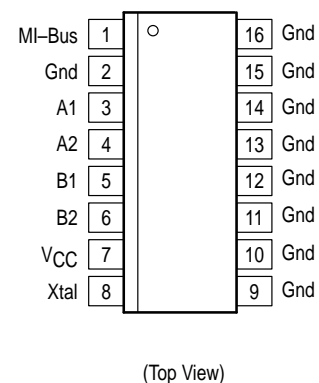 MI–Bus 1 16 Gnd
Gnd 2 15 Gnd
A1 3 14 Gnd
A2 4 13 Gnd
B1 5 12 Gnd
B2 6 11 Gnd
VCC 7 10 Gnd
Xtal 8 9 Gnd
(Top View)